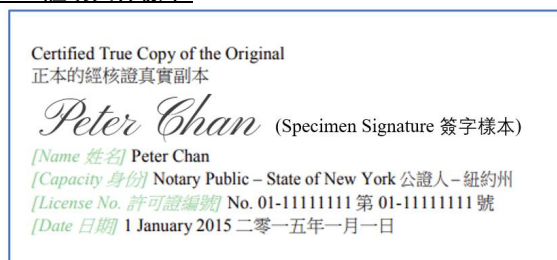 Certified True Copy of the Original
正本的經核證真實副本
Peter Chan (Specimen Signature 簽字樣本)
[Name 姓名] Peter Chan
[Capacity 身份] Notary Public – State of New York 公證人 – 紐約州
[License No. 許可證編號] No. 01-11111111 第 01-11111111 號
[Date 日期] 1 January 2015 二零一五年一月一日